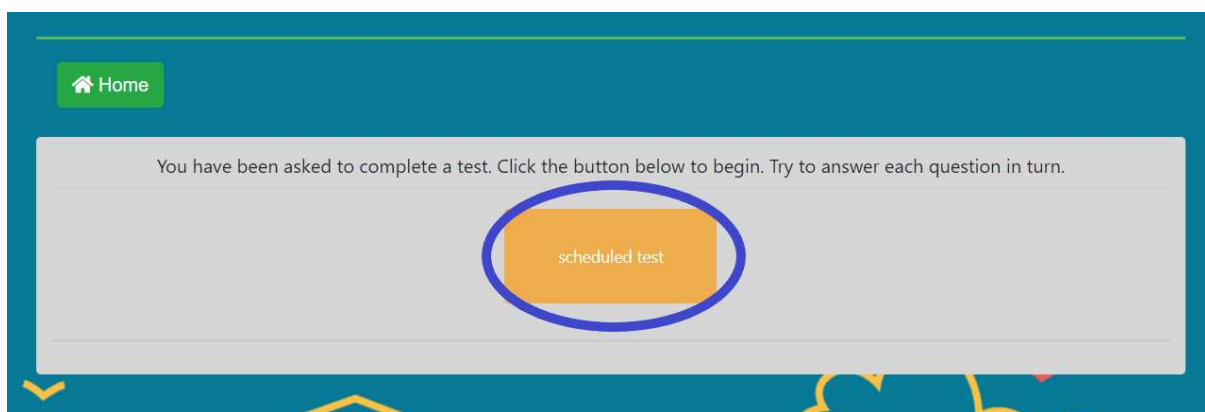 Home
You have been asked to complete a test. Click the button below to begin. Try to answer each question in turn.
scheduled test